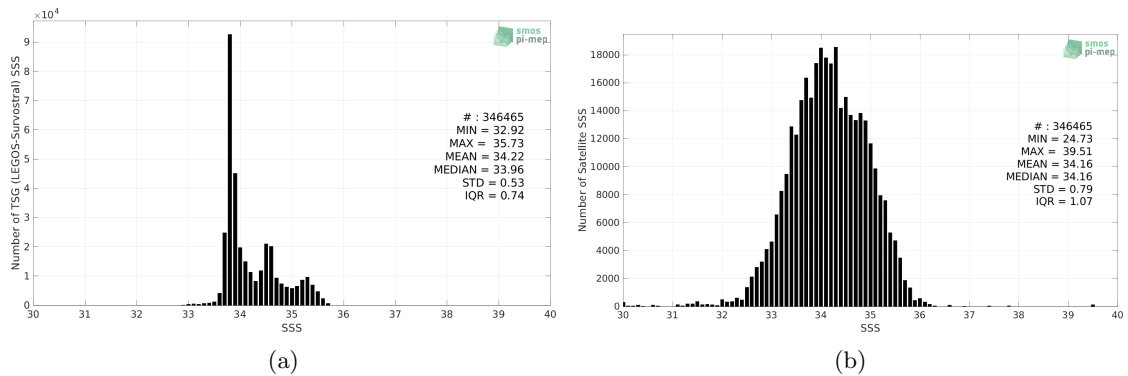 ×10⁴
9
8
7
6
5
4
3
2
1
0
Number of TSG (LEGOS-Survostral) SSS
30 31 32 33 34 35 36 37 38 39 40
SSS
smos
pi-mep
# : 346465
MIN = 32.92
MAX = 35.73
MEAN = 34.22
MEDIAN = 33.96
STD = 0.53
IQR = 0.74
(a)
18000
16000
14000
12000
10000
8000
6000
4000
2000
0
Number of Satellite SSS
30 31 32 33 34 35 36 37 38 39 40
SSS
smos
pi-mep
# : 346465
MIN = 24.73
MAX = 39.51
MEAN = 34.16
MEDIAN = 34.16
STD = 0.79
IQR = 1.07
(b)